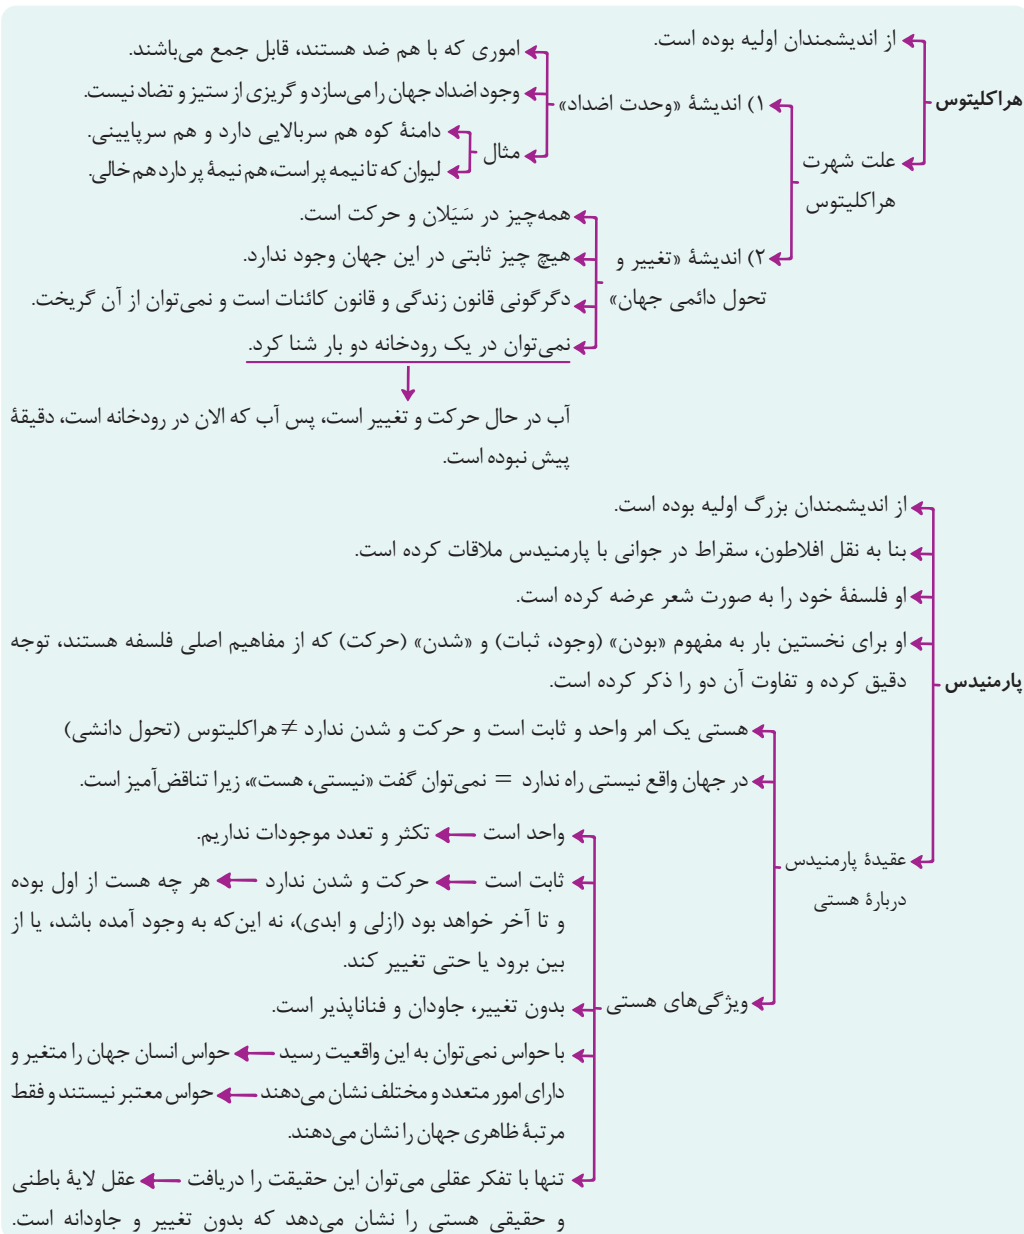 هراکلیتوس
از اندیشمندان اولیه بوده است.
علت شهرت
هراکلیتوس
۱) اندیشهٔ «وحدت اضداد»
اموری که با هم ضد هستند، قابل جمع می‌باشند.
وجود اضداد جهان را می‌سازد و گریزی از ستیز و تضاد نیست.
مثال
دامنهٔ کوه هم سربالایی دارد و هم سرپایینی.
لیوان که تا نیمه پر است، هم نیمهٔ پر دارد هم خالی.
۲) اندیشهٔ «تغییر و
تحول دائمی جهان»
همه‌چیز در سَیَلان و حرکت است.
هیچ چیز ثابتی در این جهان وجود ندارد.
دگرگونی قانون زندگی و قانون کائنات است و نمی‌توان از آن گریخت.
نمی‌توان در یک رودخانه دو بار شنا کرد.
آب در حال حرکت و تغییر است، پس آب که الان در رودخانه است، دقیقهٔ
پیش نبوده است.
پارمنیدس
از اندیشمندان بزرگ اولیه بوده است.
بنا به نقل افلاطون، سقراط در جوانی با پارمنیدس ملاقات کرده است.
او فلسفهٔ خود را به صورت شعر عرضه کرده است.
او برای نخستین بار به مفهوم «بودن» (وجود، ثبات) و «شدن» (حرکت) که از مفاهیم اصلی فلسفه هستند، توجه
دقیق کرده و تفاوت آن دو را ذکر کرده است.
عقیدهٔ پارمنیدس
دربارهٔ هستی
هستی یک امر واحد و ثابت است و حرکت و شدن ندارد ≠ هراکلیتوس (تحول دانشی)
در جهان واقع نیستی راه ندارد = نمی‌توان گفت «نیستی، هست»، زیرا تناقض‌آمیز است.
ویژگی‌های هستی
واحد است ← تکثر و تعدد موجودات نداریم.
ثابت است ← حرکت و شدن ندارد ← هر چه هست از اول بوده
و تا آخر خواهد بود (ازلی و ابدی)، نه این‌که به وجود آمده باشد، یا از
بین برود یا حتی تغییر کند.
بدون تغییر، جاودان و فناناپذیر است.
با حواس نمی‌توان به این واقعیت رسید ← حواس انسان جهان را متغیر و
دارای امور متعدد و مختلف نشان می‌دهند ← حواس معتبر نیستند و فقط
مرتبهٔ ظاهری جهان را نشان می‌دهند.
تنها با تفکر عقلی می‌توان این حقیقت را دریافت ← عقل لایهٔ باطنی
و حقیقی هستی را نشان می‌دهد که بدون تغییر و جاودانه است.